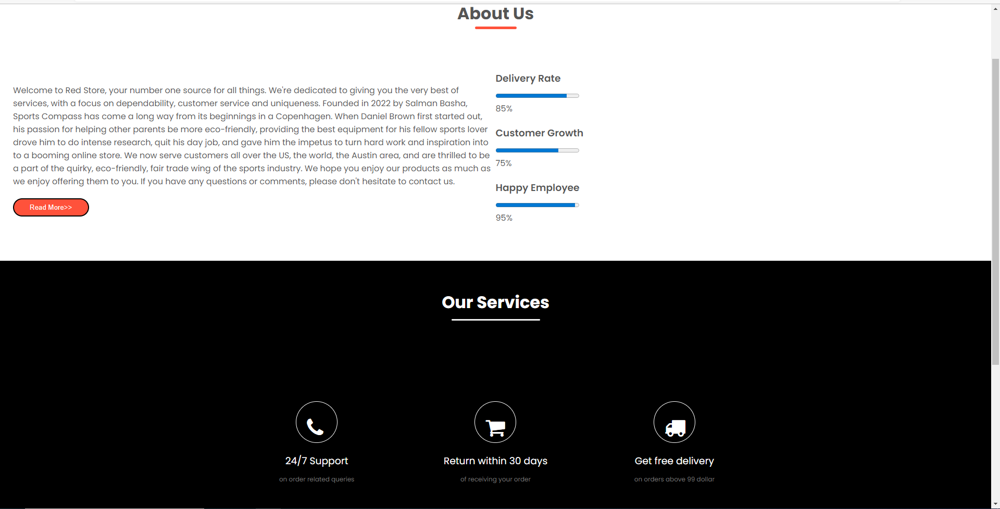 About Us
Welcome to Red Store, your number one source for all things. We're dedicated to giving you the very best of
services, with a focus on dependability, customer service and uniqueness. Founded in 2022 by Salman Basha,
Sports Compass has come a long way from its beginnings in a Copenhagen. When Daniel Brown first started out,
his passion for helping other parents be more eco-friendly, providing the best equipment for his fellow sports lover
drove him to do intense research, quit his day job, and gave him the impetus to turn hard work and inspiration into
to a booming online store. We now serve customers all over the US, the world, the Austin area, and are thrilled to be
a part of the quirky, eco-friendly, fair trade wing of the sports industry. We hope you enjoy our products as much as
we enjoy offering them to you. If you have any questions or comments, please don't hesitate to contact us.
Read More>>
Delivery Rate
85%
Customer Growth
75%
Happy Employee
95%
Our Services
24/7 Support
on order related queries
Return within 30 days
of receiving your order
Get free delivery
on orders above 99 dollar